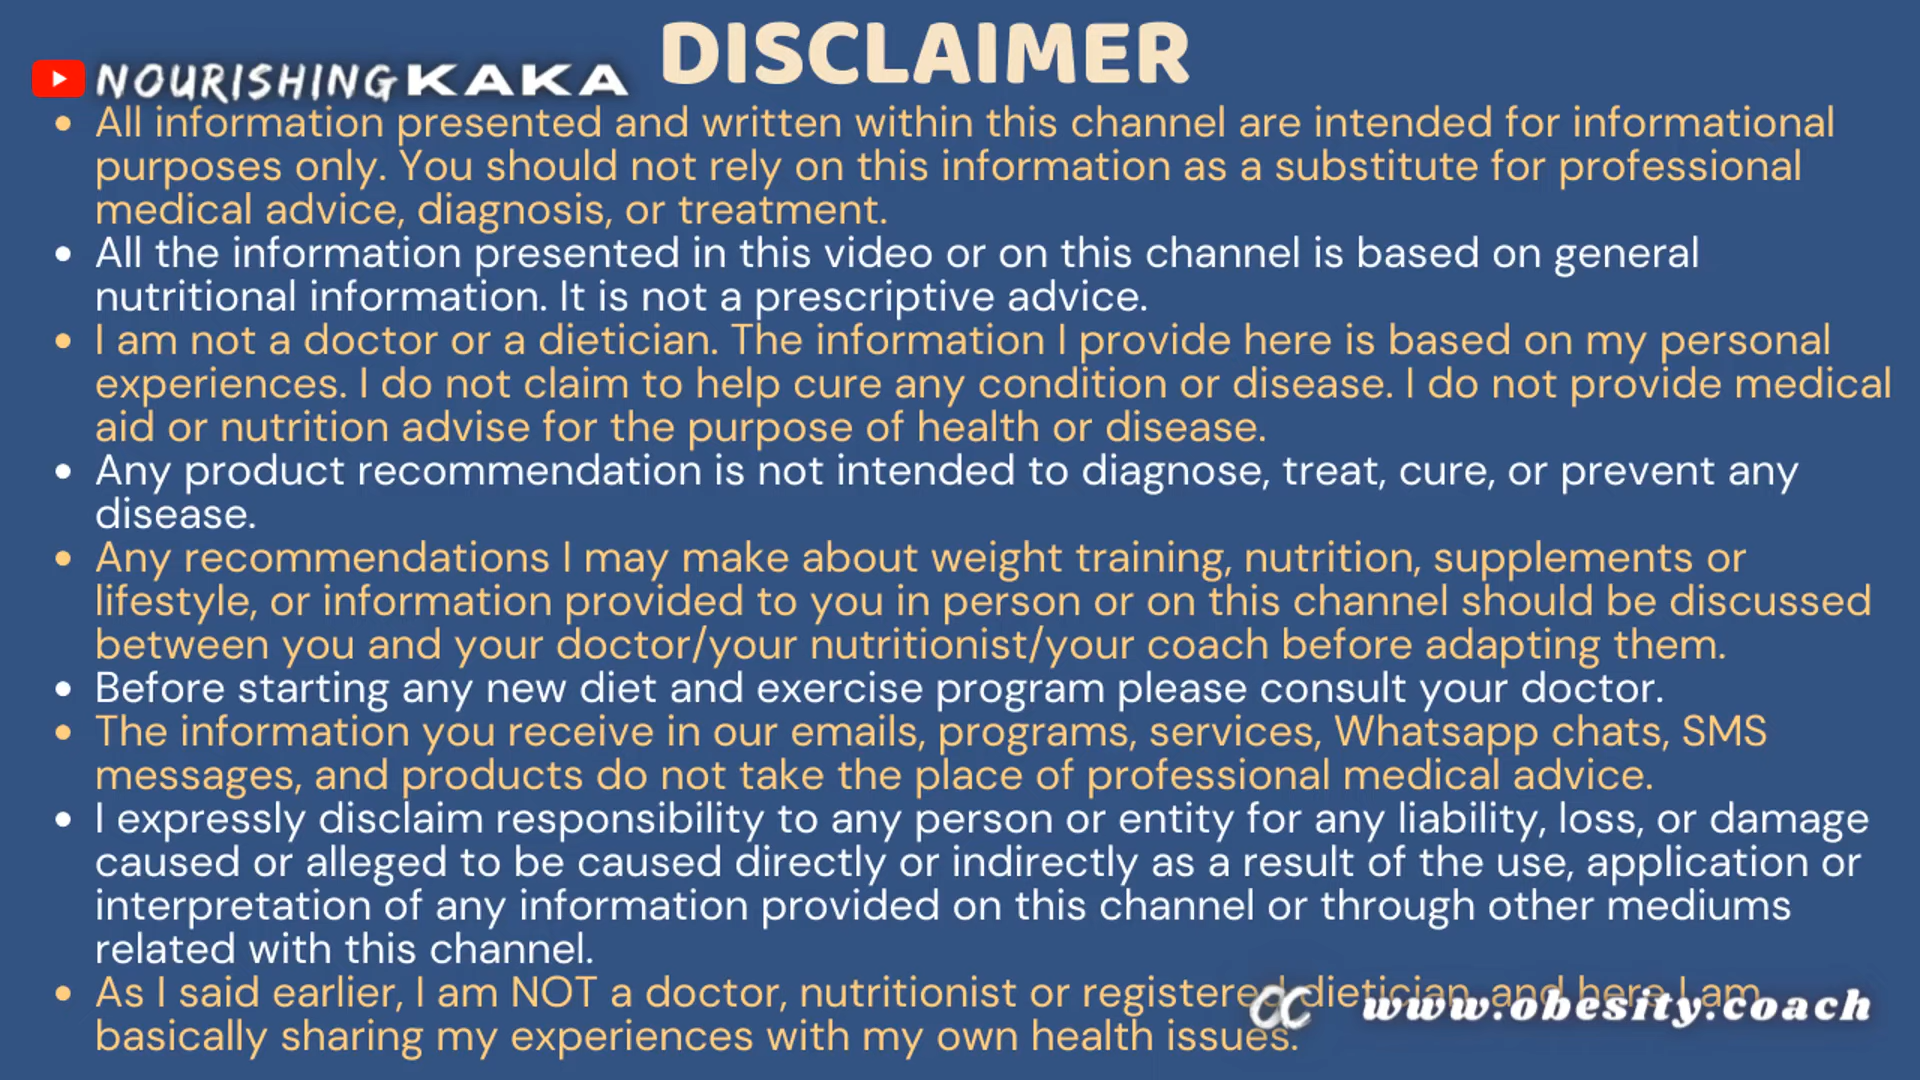 DISCLAIMER
NOURISHING KAKA
• All information presented and written within this channel are intended for informational
purposes only. You should not rely on this information as a substitute for professional
medical advice, diagnosis, or treatment.
• All the information presented in this video or on this channel is based on general
nutritional information. It is not a prescriptive advice.
• I am not a doctor or a dietician. The information I provide here is based on my personal
experiences. I do not claim to help cure any condition or disease. I do not provide medical
aid or nutrition advise for the purpose of health or disease.
• Any product recommendation is not intended to diagnose, treat, cure, or prevent any
disease.
• Any recommendations I may make about weight training, nutrition, supplements or
lifestyle, or information provided to you in person or on this channel should be discussed
between you and your doctor/your nutritionist/your coach before adapting them.
• Before starting any new diet and exercise program please consult your doctor.
• The information you receive in our emails, programs, services, Whatsapp chats, SMS
messages, and products do not take the place of professional medical advice.
• I expressly disclaim responsibility to any person or entity for any liability, loss, or damage
caused or alleged to be caused directly or indirectly as a result of the use, application or
interpretation of any information provided on this channel or through other mediums
related with this channel.
• As I said earlier, I am NOT a doctor, nutritionist or registered dietician, and here I am
basically sharing my experiences with my own health issues.
OC www.obesity.coach